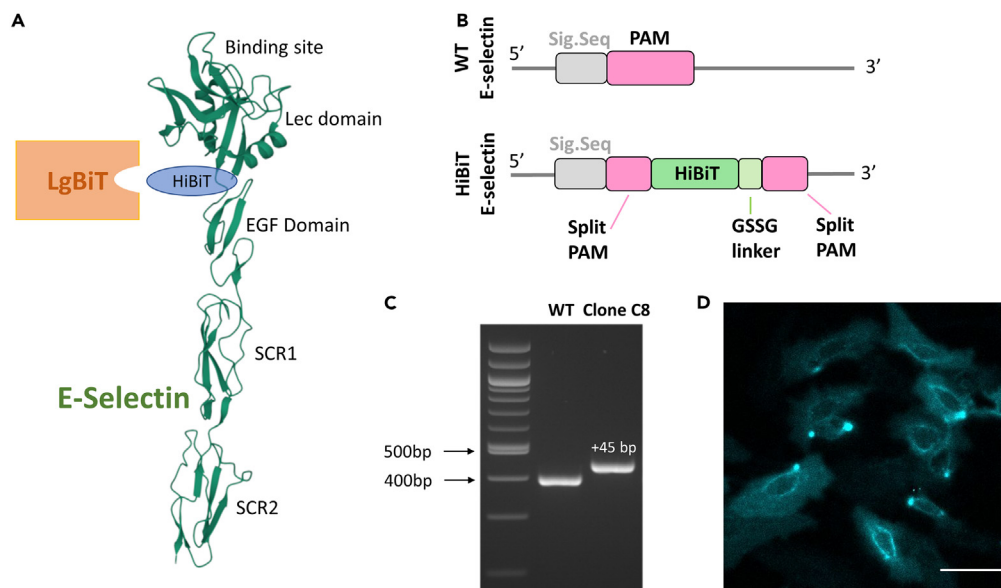 A
Binding site
Lec domain
LgBiT
HiBiT
EGF Domain
SCR1
E-Selectin
SCR2
B
WT
E-selectin
Sig.Seq
PAM
5’
3’
HiBiT
E-selectin
Sig.Seq
5’
HiBiT
3’
Split
PAM
GSSG
linker
Split
PAM
C
WT Clone C8
500bp
+45 bp
400bp
D